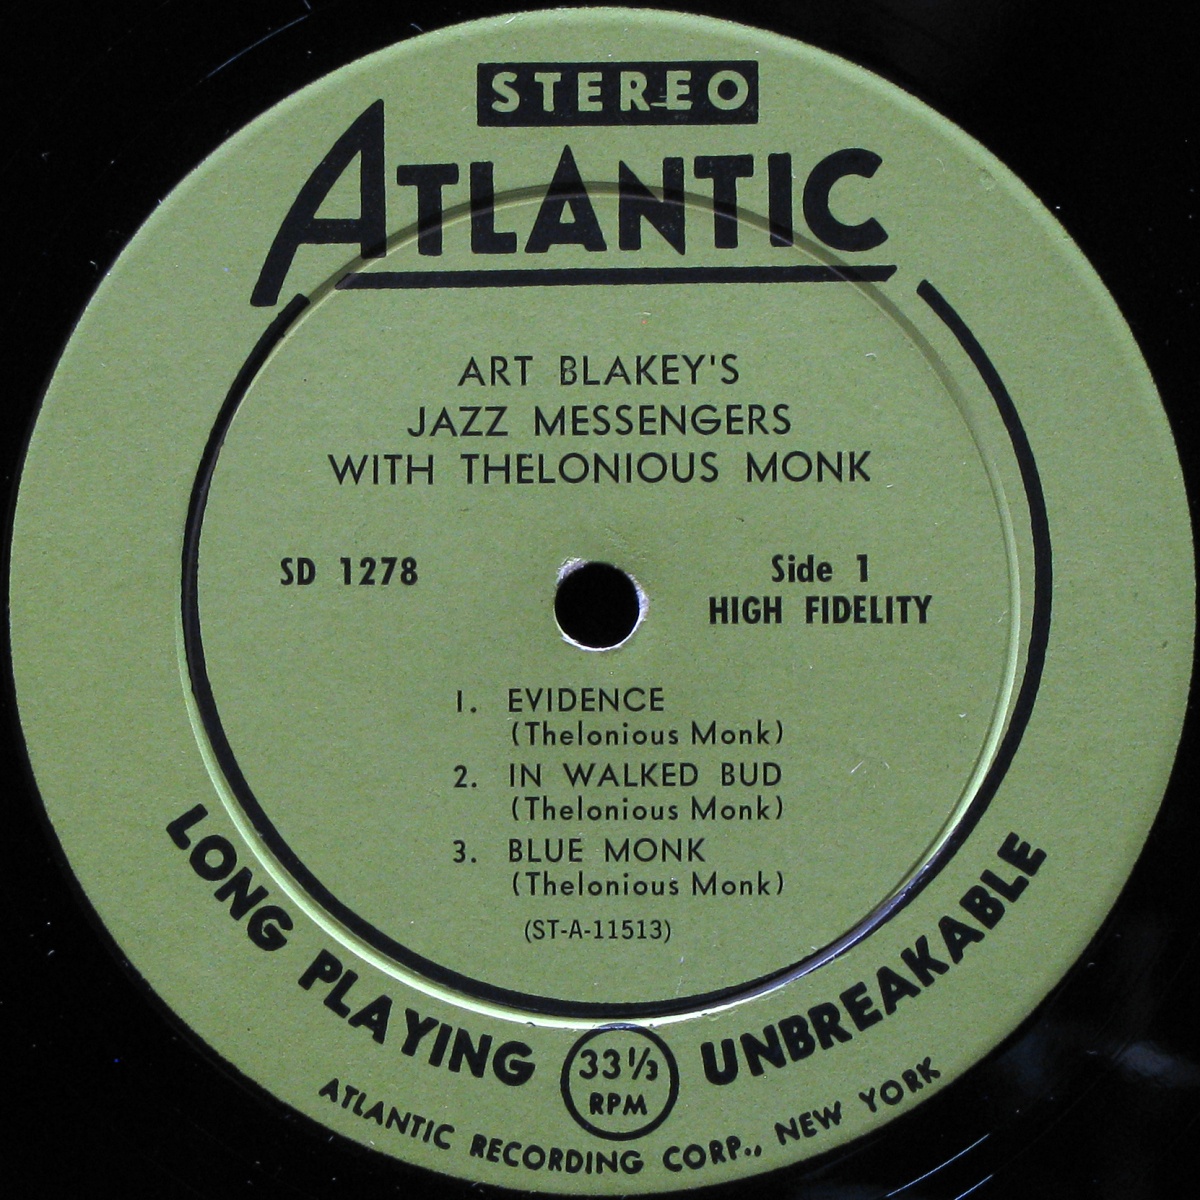 STEREO
ATLANTIC
ART BLAKEY'S
JAZZ MESSENGERS
WITH THELONIOUS MONK
SD 1278
Side 1
HIGH FIDELITY
1. EVIDENCE
(Thelonious Monk)
2. IN WALKED BUD
(Thelonious Monk)
3. BLUE MONK
(Thelonious Monk)
(ST-A-11513)
LONG PLAYING 33 1/3 RPM UNBREAKABLE
ATLANTIC RECORDING CORP., NEW YORK